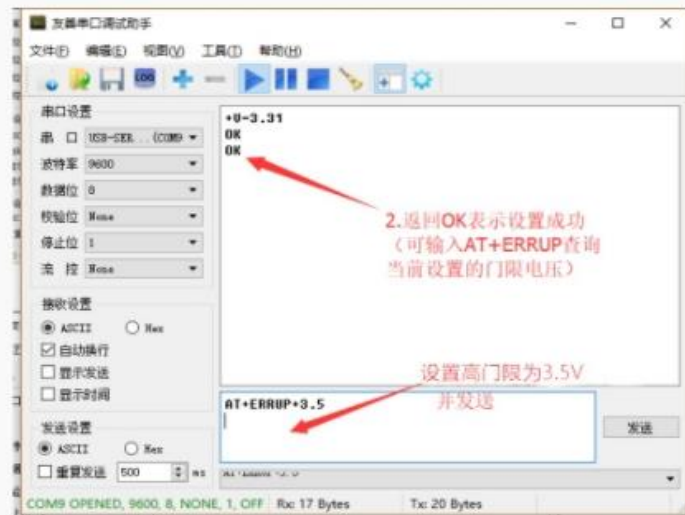 友善串口调试助手
文件(F) 编辑(E) 视图(V) 工具(T) 帮助(H)
LOG
串口设置
串 口 USB-SER...(COM9
波特率 9600
数据位 8
校验位 None
停止位 1
流 控 None
接收设置
ASCII Hex
自动换行
显示发送
显示时间
发送设置
ASCII Hex
重复发送 500 ms
+V-3.31
OK
OK
2.返回OK表示设置成功
（可输入AT+ERRUP查询
当前设置的门限电压）
设置高门限为3.5V
并发送
AT+ERRUP+3.5
发送
COM9 OPENED, 9600, 8, NONE, 1, OFF Rx: 17 Bytes Tx: 20 Bytes